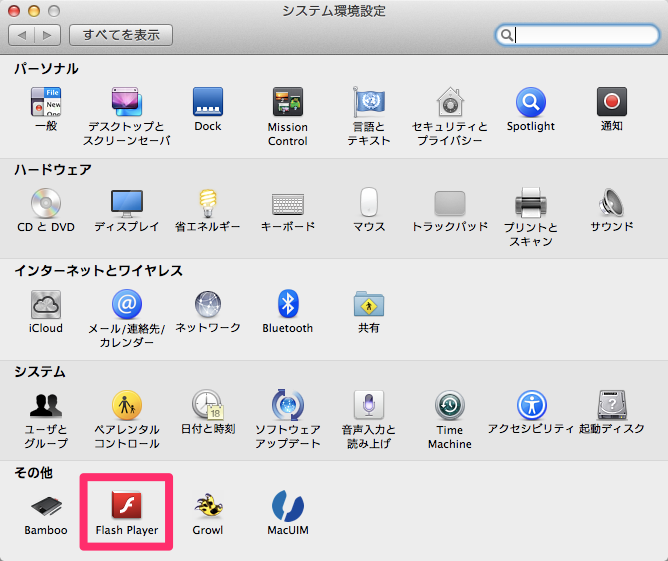 システム環境設定
すべてを表示
パーソナル
File
New
One
一般
デスクトップと
スクリーンセーバ
Dock
Mission
Control
言語と
テキスト
セキュリティと
プライバシー
Spotlight
通知
ハードウェア
CD と DVD
ディスプレイ
省エネルギー
キーボード
マウス
トラックパッド
プリントと
スキャン
サウンド
インターネットとワイヤレス
iCloud
メール/連絡先/
カレンダー
ネットワーク
Bluetooth
共有
システム
18
ユーザと
グループ
ペアレンタル
コントロール
日付と時刻
ソフトウェア
アップデート
音声入力と
読み上げ
Time
Machine
アクセシビリティ
起動ディスク
その他
Bamboo
Flash Player
Growl
MacUIM